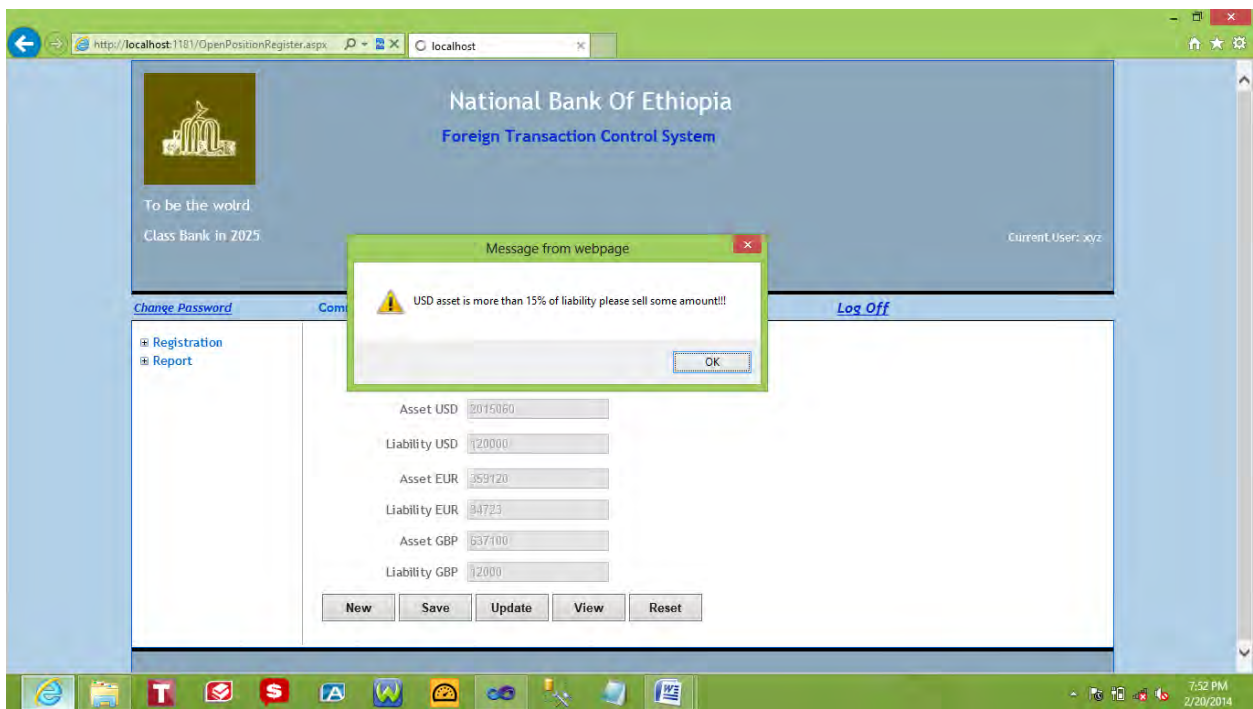 http://localhost:1181/OpenPositionRegister.aspx
localhost
National Bank Of Ethiopia
Foreign Transaction Control System
To be the wolrd
Class Bank in 2025
Current User: xyz
Message from webpage
USD asset is more than 15% of liability please sell some amount!!!
OK
Change Password
Com
Log Off
Registration
Report
Asset USD 2015060
Liability USD 120000
Asset EUR 359120
Liability EUR 34723
Asset GBP 637100
Liability GBP 12000
New Save Update View Reset
7:52 PM
2/20/2014